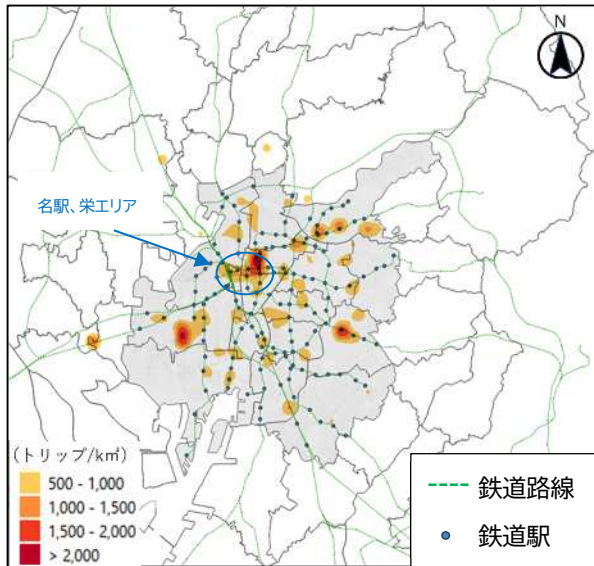 N
名駅、栄エリア
(トリップ/km²)
500 - 1,000
1,000 - 1,500
1,500 - 2,000
> 2,000
鉄道路線
鉄道駅